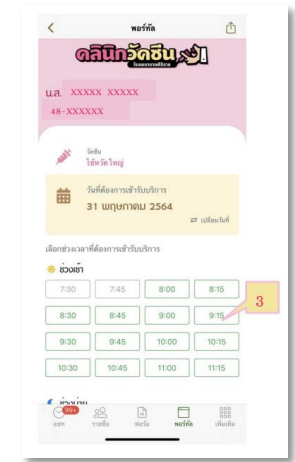 พอร์ทัล
คลินิกวัคซีน
น.ส. XXXXX XXXXX
48-XXXXXX
วัคซีน
ไข้หวัดใหญ่
วันที่ต้องการเข้ารับบริการ
31 พฤษภาคม 2564
เปลี่ยนวันที่
เลือกช่วงเวลาที่ต้องการเข้ารับบริการ
ช่วงเช้า
7:30 7:45 8:00 8:15
3
8:30 8:45 9:00 9:15
9:30 9:45 10:00 10:15
10:30 10:45 11:00 11:15
ช่วงบ่าย
99+
แชท รายชื่อ ฟอร์ม พอร์ทัล เพิ่มเติม